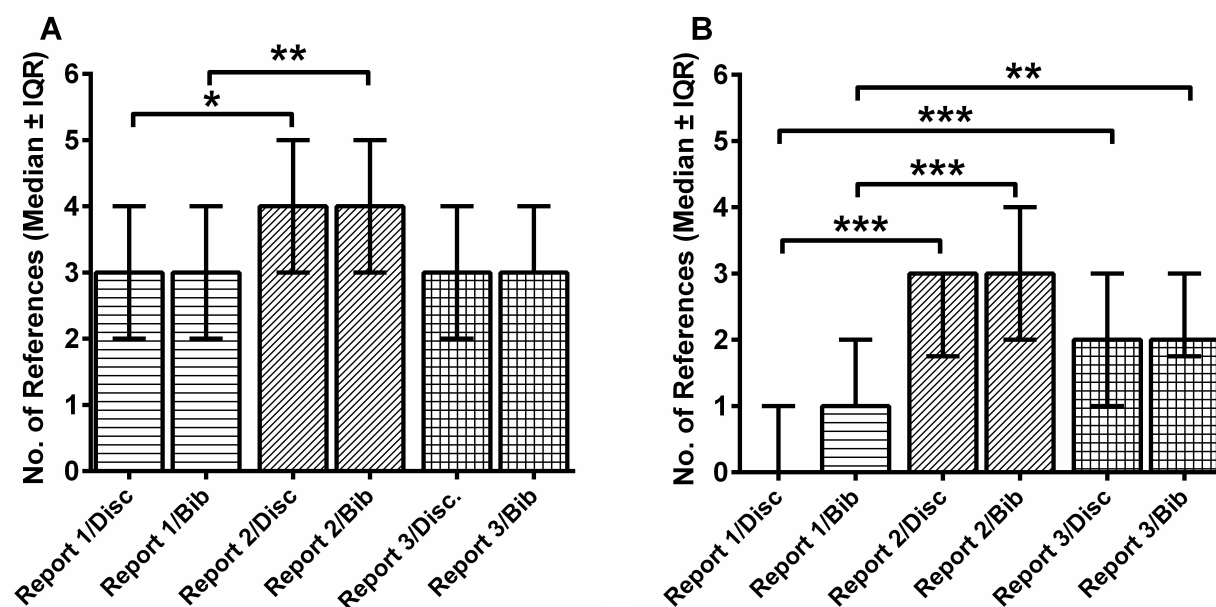 A
No. of References (Median ± IQR)
6
5
4
3
2
1
0
*
**
Report 1/Disc
Report 1/Bib
Report 2/Disc
Report 2/Bib
Report 3/Disc.
Report 3/Bib
B
No. of References (Median ± IQR)
6
5
4
3
2
1
0
**
***
***
***
Report 1/Disc
Report 1/Bib
Report 2/Disc
Report 2/Bib
Report 3/Disc
Report 3/Bib